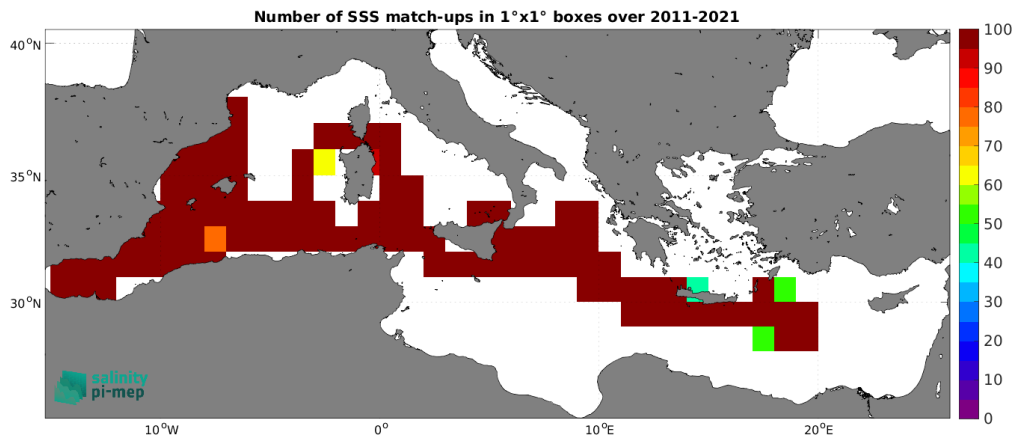 Number of SSS match-ups in 1°x1° boxes over 2011-2021
40°N
35°N
30°N
10°W
0°
10°E
20°E
100
90
80
70
60
50
40
30
20
10
0
salinity
pi-mep